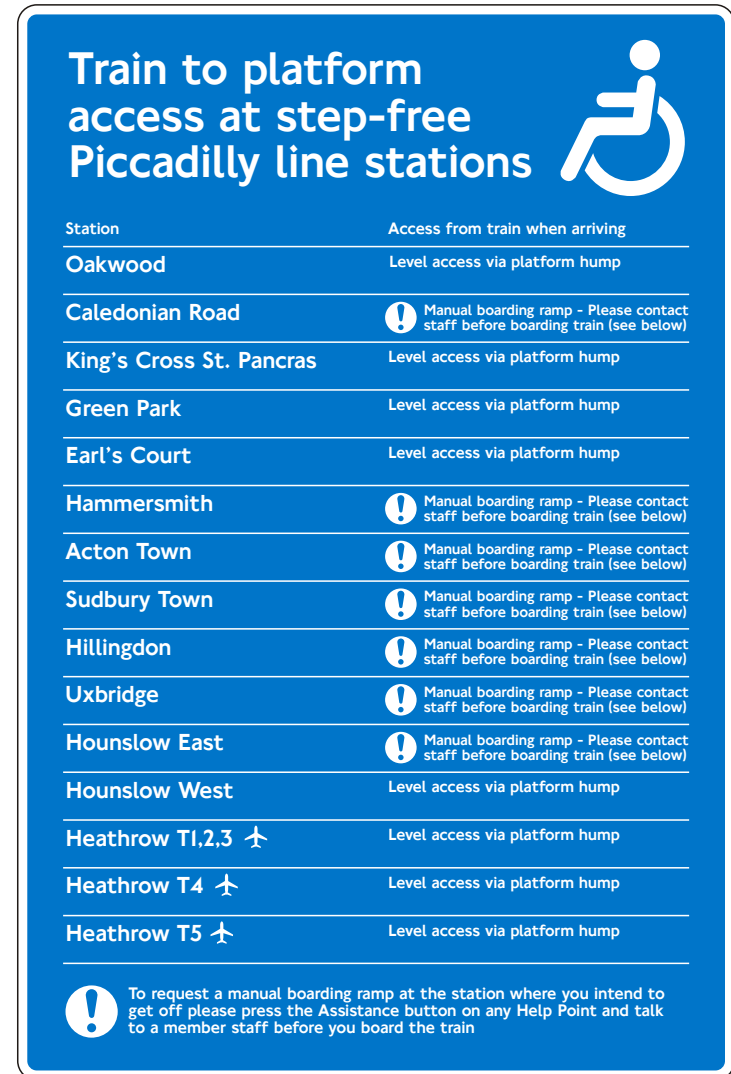 Train to platform
access at step-free
Piccadilly line stations
Station Access from train when arriving
Oakwood Level access via platform hump
Caledonian Road Manual boarding ramp - Please contact
staff before boarding train (see below)
King's Cross St. Pancras Level access via platform hump
Green Park Level access via platform hump
Earl's Court Level access via platform hump
Hammersmith Manual boarding ramp - Please contact
staff before boarding train (see below)
Acton Town Manual boarding ramp - Please contact
staff before boarding train (see below)
Sudbury Town Manual boarding ramp - Please contact
staff before boarding train (see below)
Hillingdon Manual boarding ramp - Please contact
staff before boarding train (see below)
Uxbridge Manual boarding ramp - Please contact
staff before boarding train (see below)
Hounslow East Manual boarding ramp - Please contact
staff before boarding train (see below)
Hounslow West Level access via platform hump
Heathrow T1,2,3 Level access via platform hump
Heathrow T4 Level access via platform hump
Heathrow T5 Level access via platform hump
To request a manual boarding ramp at the station where you intend to
get off please press the Assistance button on any Help Point and talk
to a member staff before you board the train